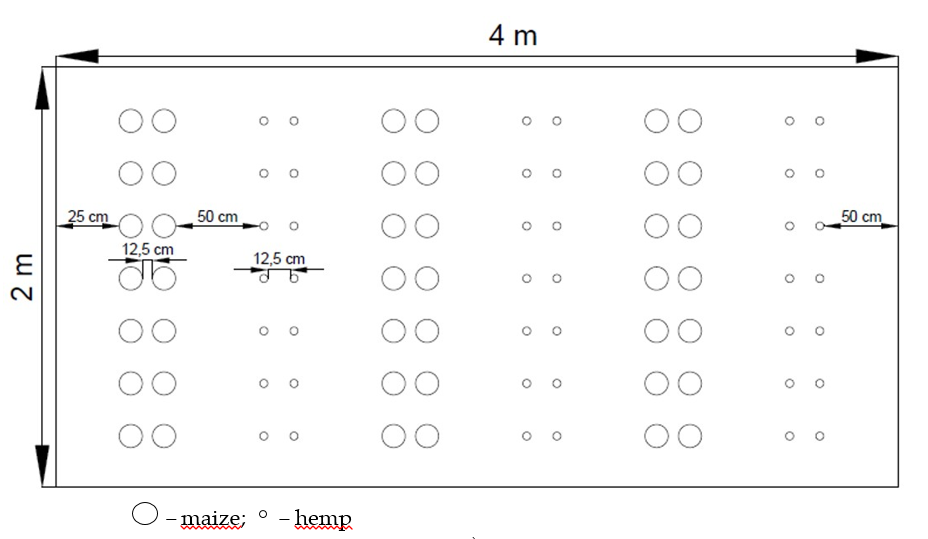 4 m
25 cm
50 cm
50 cm
12,5 cm
12,5 cm
2 m
– maize; – hemp